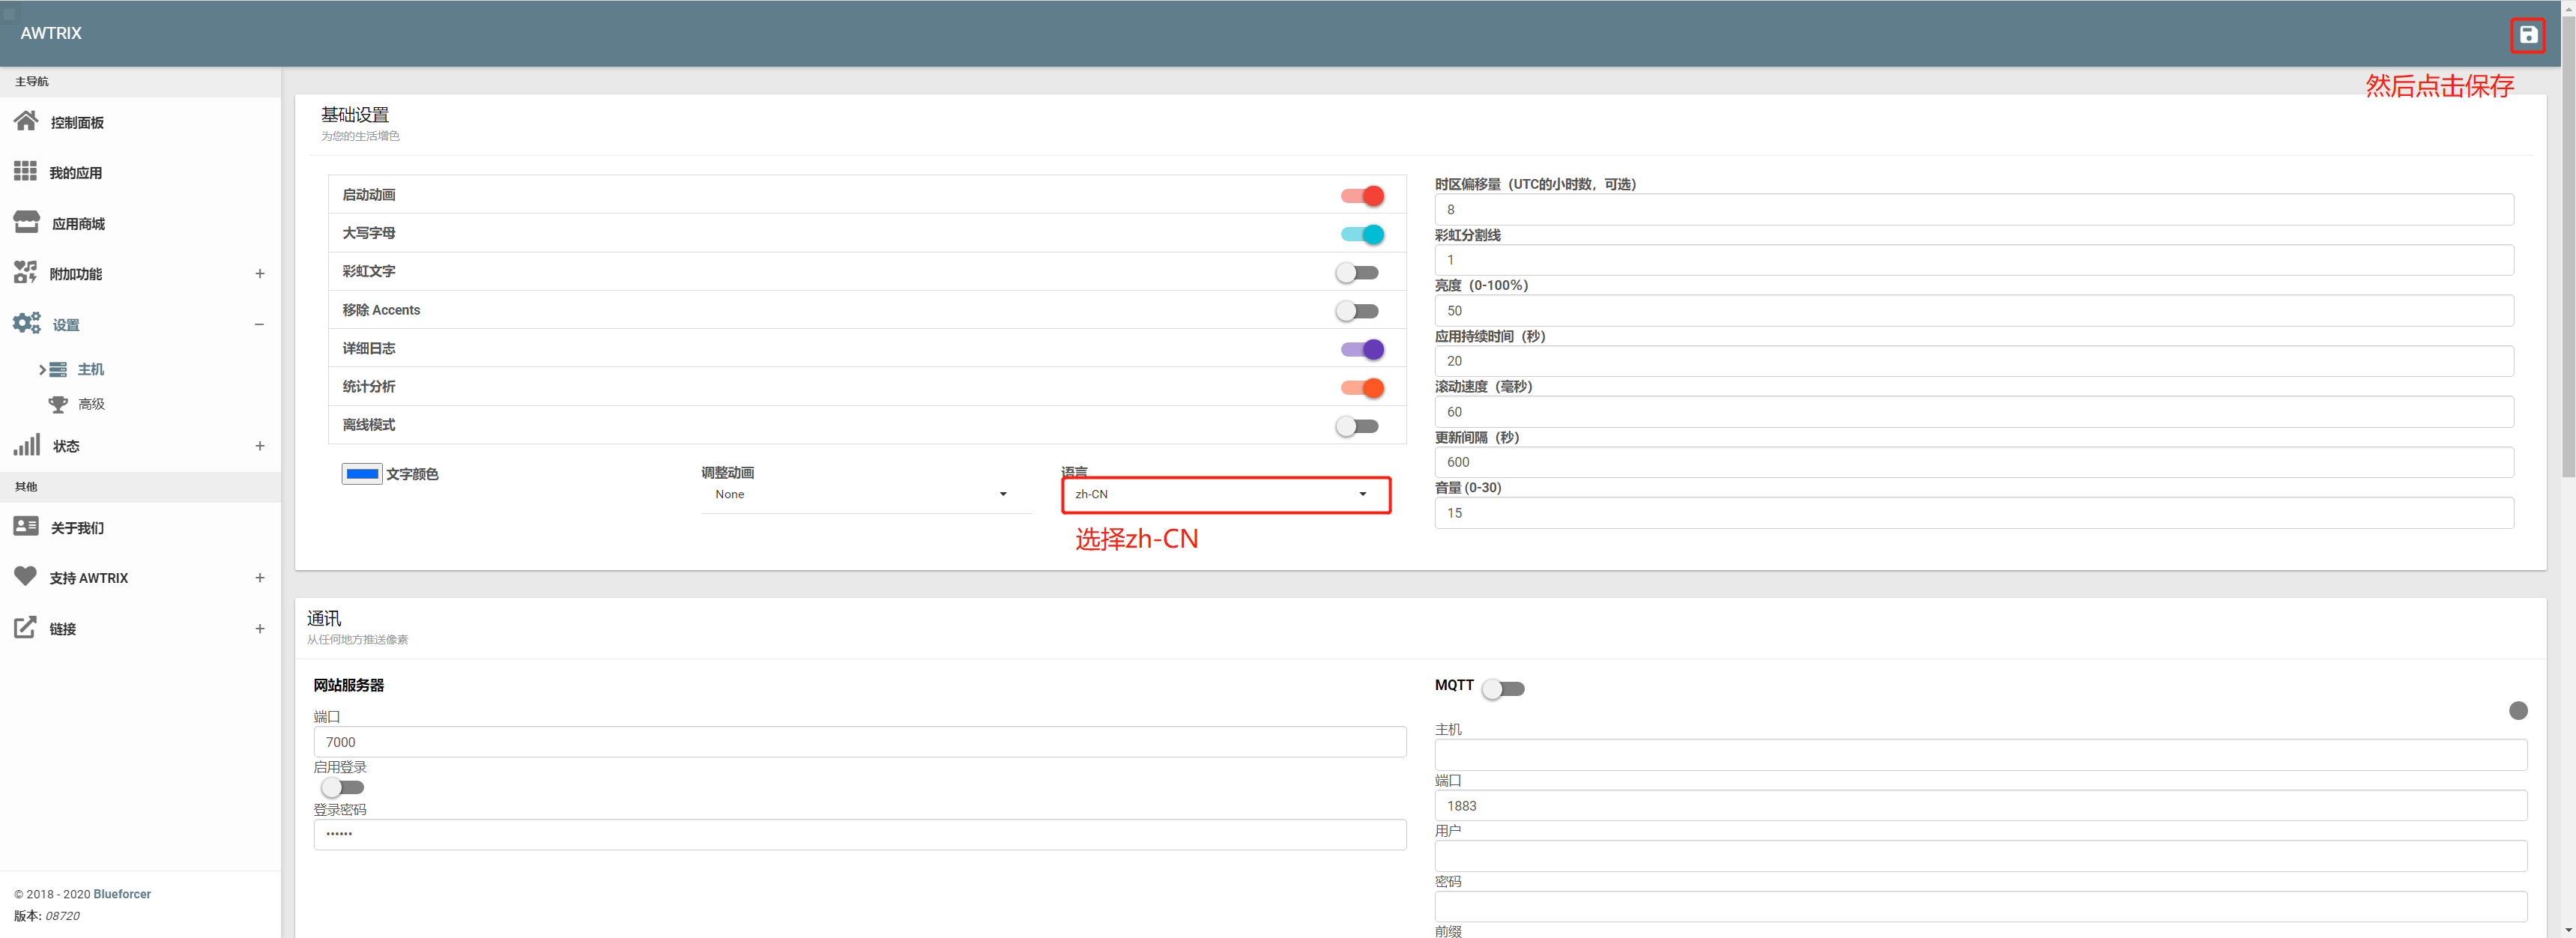 AWTRIX
然后点击保存
主导航
控制面板
我的应用
应用商城
附加功能 +
设置 −
主机
高级
状态 +
其他
关于我们
支持 AWTRIX +
链接 +
© 2018 - 2020 Blueforcer
版本: 08720
基础设置
为您的生活增色
启动动画
大写字母
彩虹文字
移除 Accents
详细日志
统计分析
离线模式
文字颜色
调整动画
None
语言
zh-CN
选择zh-CN
时区偏移量（UTC的小时数，可选）
8
彩虹分割线
1
亮度（0-100%）
50
应用持续时间（秒）
20
滚动速度（毫秒）
60
更新间隔（秒）
600
音量 (0-30)
15
通讯
从任何地方推送像素
网站服务器
端口
7000
启用登录
登录密码
••••••
MQTT
主机
端口
1883
用户
密码
前缀